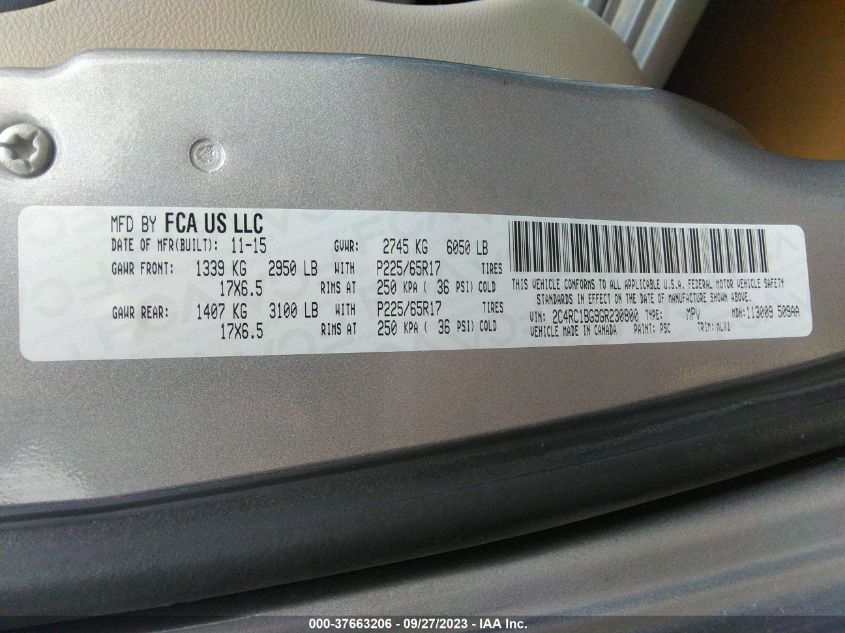 MFD BY FCA US LLC
DATE OF MFR(BUILT): 11-15 GVWR: 2745 KG 6050 LB
GAWR FRONT: 1339 KG 2950 LB WITH P225/65R17 TIRES
17X6.5 RIMS AT 250 KPA ( 36 PSI) COLD
GAWR REAR: 1407 KG 3100 LB WITH P225/65R17 TIRES
17X6.5 RIMS AT 250 KPA ( 36 PSI) COLD
THIS VEHICLE CONFORMS TO ALL APPLICABLE U.S.A. FEDERAL MOTOR VEHICLE SAFETY
STANDARDS IN EFFECT ON THE DATE OF MANUFACTURE SHOWN ABOVE.
VIN: 2C4RC1BG9GR230800 TYPE: MPV MDH: 113009 509AA
VEHICLE MADE IN CANADA PAINT: PSC TRIM: MLX1
000-37663206 - 09/27/2023 - IAA Inc.